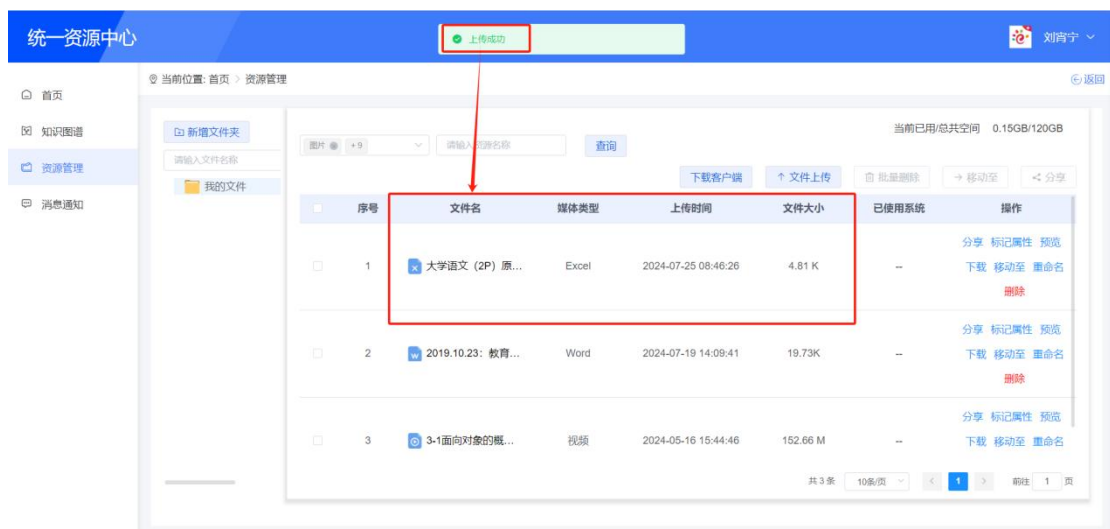 统一资源中心
上传成功
刘肖宁
当前位置: 首页 > 资源管理
返回
首页
知识图谱
资源管理
消息通知
新增文件夹
请输入文件名称
我的文件
图片 +9
请输入资源名称
查询
当前已用/总共空间 0.15GB/120GB
下载客户端
文件上传
批量删除
移动至
分享
序号 文件名 媒体类型 上传时间 文件大小 已使用系统 操作
1 大学语文（2P）原... Excel 2024-07-25 08:46:26 4.81 K --
分享 标记属性 预览
下载 移动至 重命名
删除
2 2019.10.23：教育... Word 2024-07-19 14:09:41 19.73K --
分享 标记属性 预览
下载 移动至 重命名
删除
3 3-1面向对象的概... 视频 2024-05-16 15:44:46 152.66 M --
分享 标记属性 预览
下载 移动至 重命名
共 3 条 10条/页 < 1 > 前往 1 页